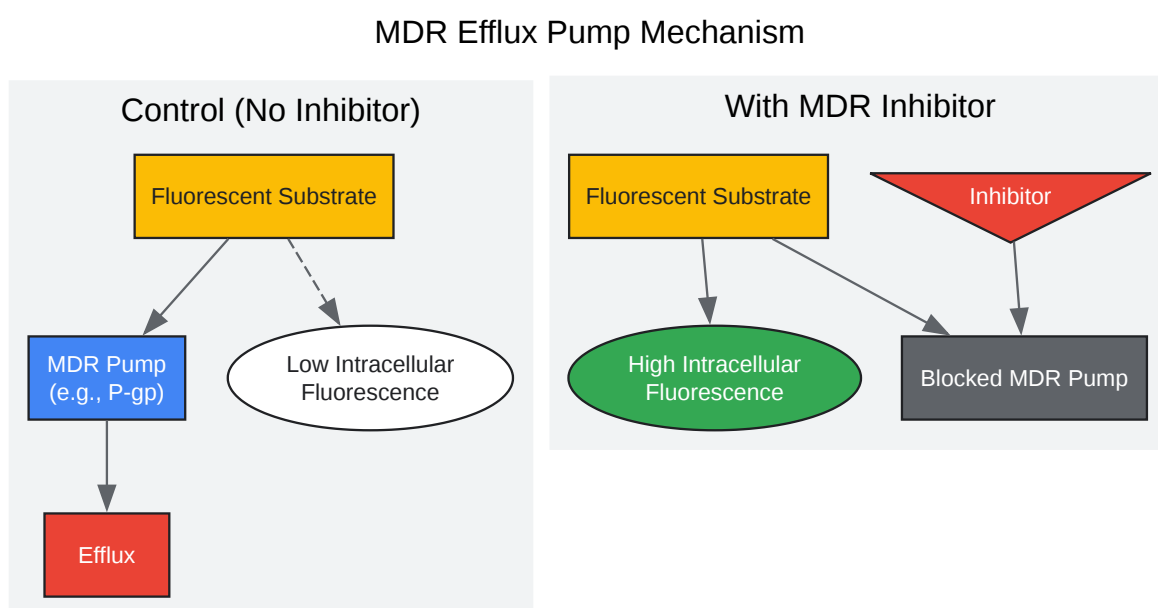 MDR Efflux Pump Mechanism
Control (No Inhibitor)
Fluorescent Substrate
MDR Pump
(e.g., P-gp)
Low Intracellular
Fluorescence
Efflux
With MDR Inhibitor
Fluorescent Substrate
Inhibitor
High Intracellular
Fluorescence
Blocked MDR Pump